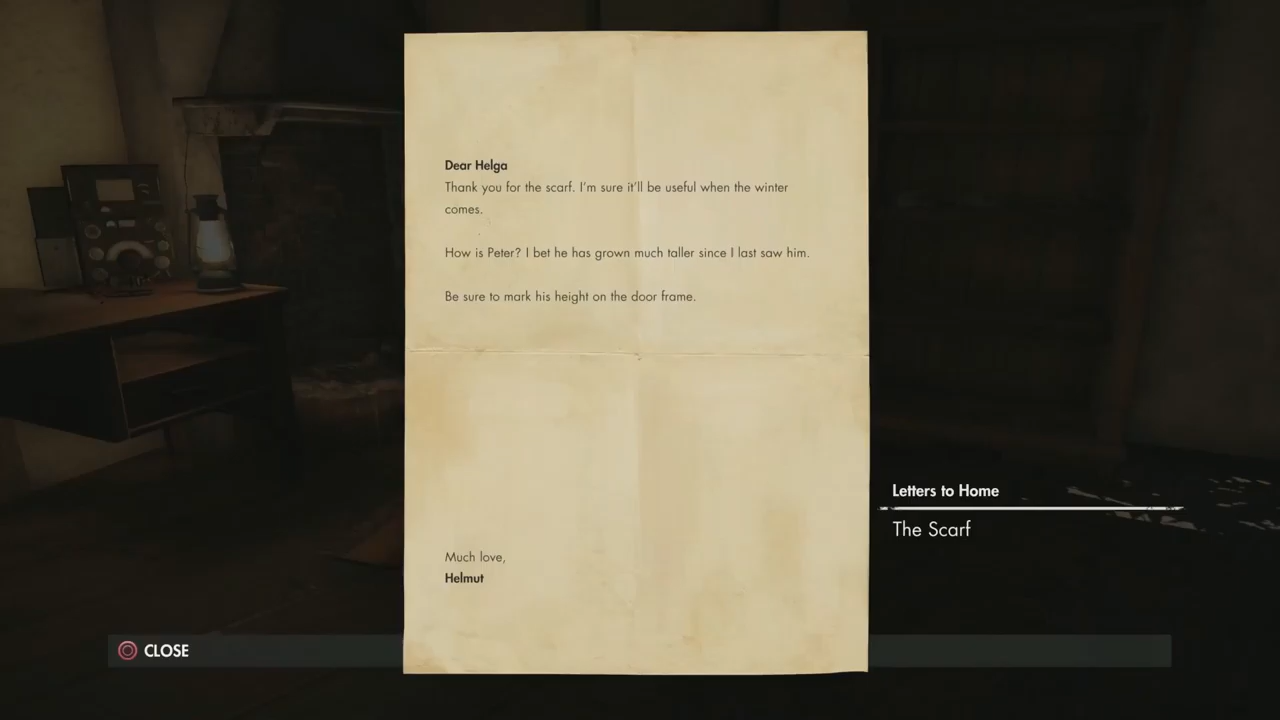 Dear Helga
Thank you for the scarf. I'm sure it'll be useful when the winter
comes.
How is Peter? I bet he has grown much taller since I last saw him.
Be sure to mark his height on the door frame.
Much love,
Helmut
Letters to Home
The Scarf
CLOSE